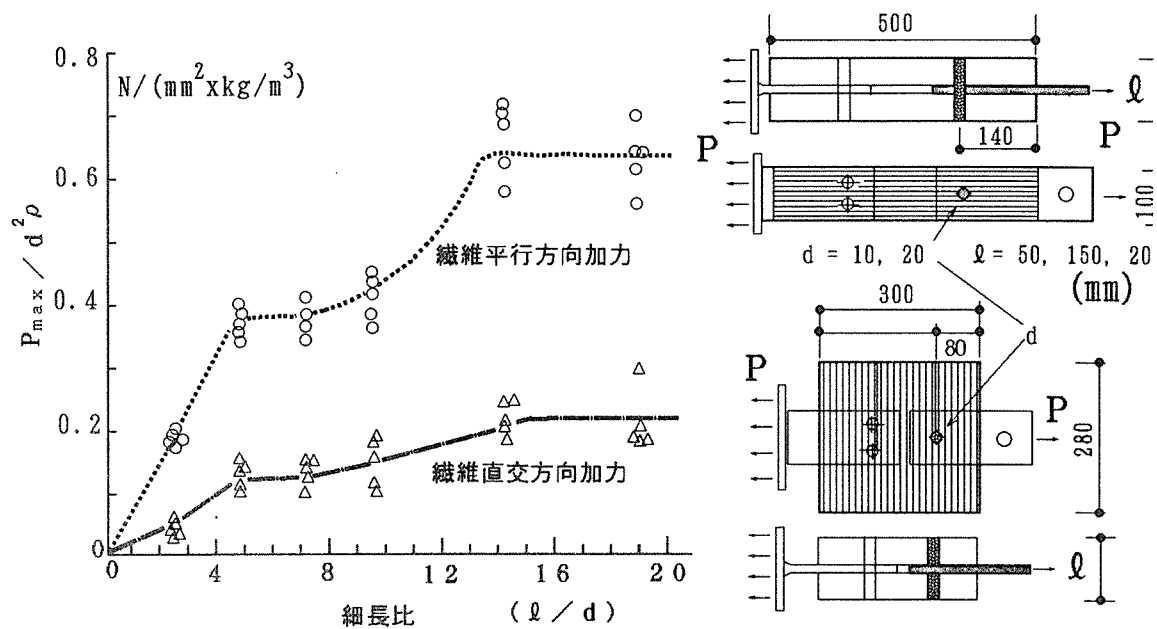 0.8
N/(mm²xkg/m³)
0.6
0.4
0.2
0
Pmax/d²ρ
繊維平行方向加力
繊維直交方向加力
0 4 8 12 16 20
細長比 (ℓ/d)
500
ℓ
P P
140
100
d = 10, 20 ℓ = 50, 150, 20
(mm)
300
80
d
P
P
280
ℓ